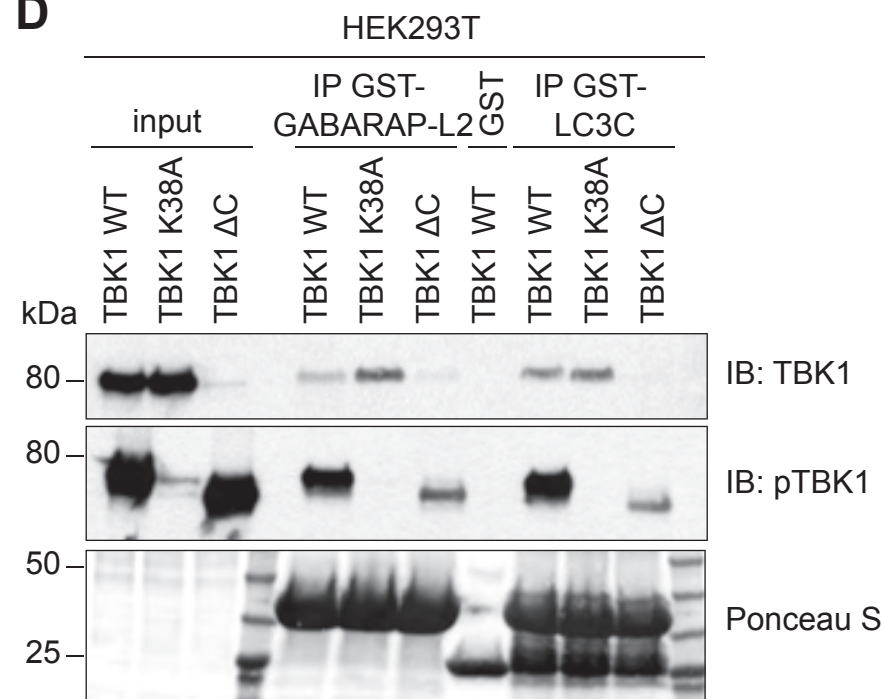 D
HEK293T
input
IP GST-
GABARAP-L2
GST
IP GST-
LC3C
TBK1 WT
TBK1 K38A
TBK1 ΔC
TBK1 WT
TBK1 K38A
TBK1 ΔC
TBK1 WT
TBK1 WT
TBK1 K38A
TBK1 ΔC
kDa
80
IB: TBK1
80
IB: pTBK1
50
25
Ponceau S